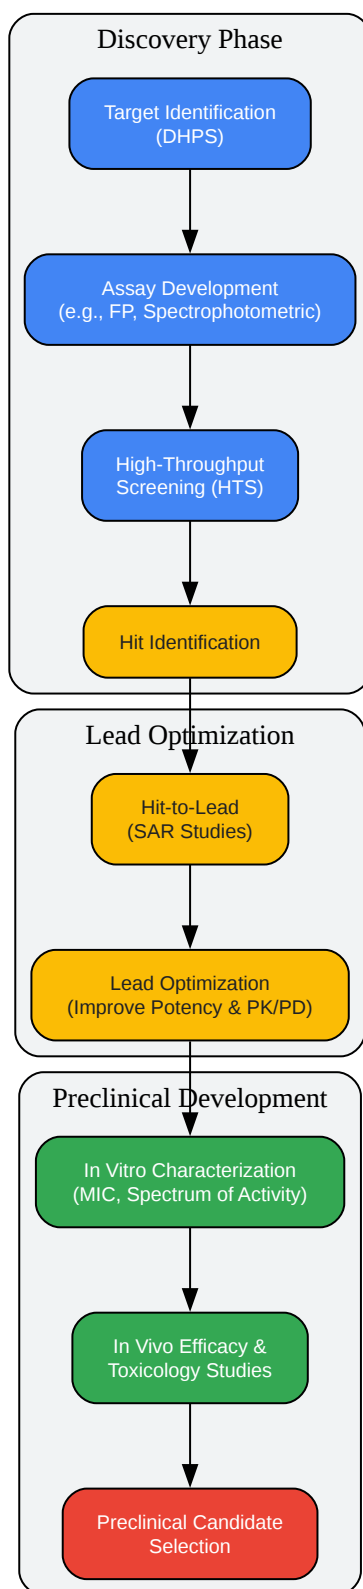 Discovery Phase
Target Identification
(DHPS)
Assay Development
(e.g., FP, Spectrophotometric)
High-Throughput
Screening (HTS)
Hit Identification
Lead Optimization
Hit-to-Lead
(SAR Studies)
Lead Optimization
(Improve Potency & PK/PD)
Preclinical Development
In Vitro Characterization
(MIC, Spectrum of Activity)
In Vivo Efficacy &
Toxicology Studies
Preclinical Candidate
Selection